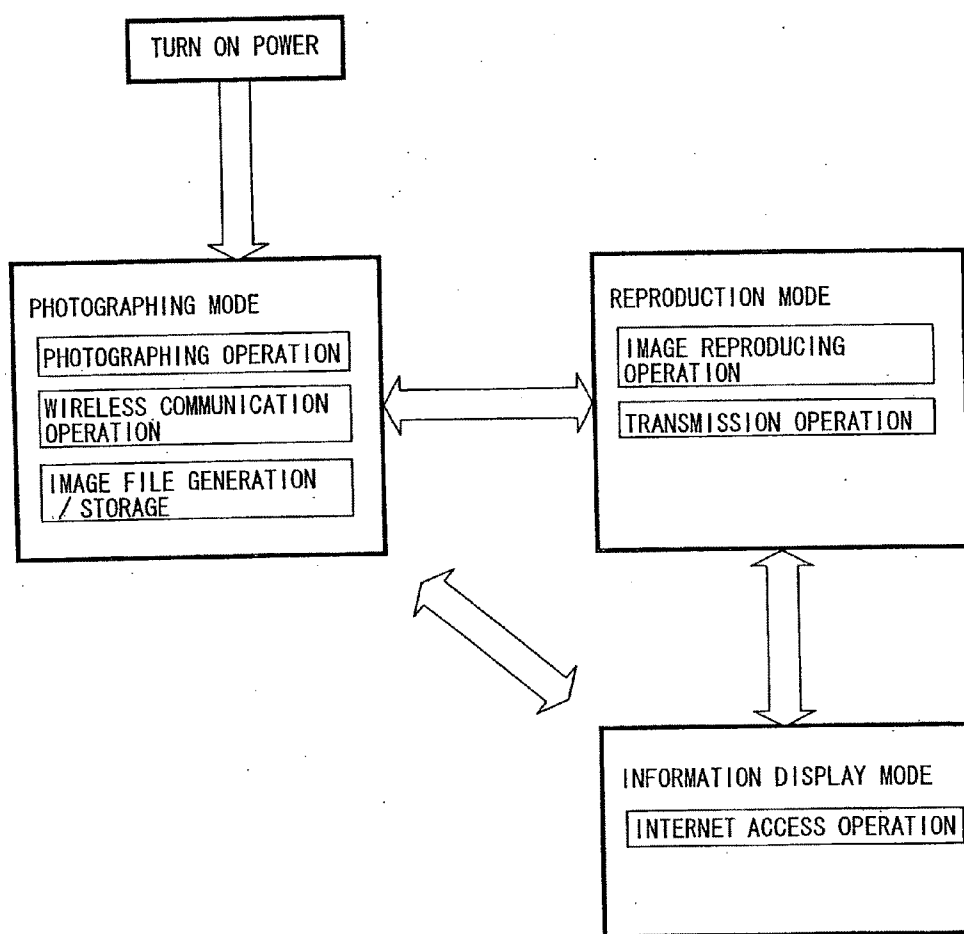 TURN ON POWER
PHOTOGRAPHING MODE
PHOTOGRAPHING OPERATION
WIRELESS COMMUNICATION
OPERATION
IMAGE FILE GENERATION
/ STORAGE
REPRODUCTION MODE
IMAGE REPRODUCING
OPERATION
TRANSMISSION OPERATION
INFORMATION DISPLAY MODE
INTERNET ACCESS OPERATION